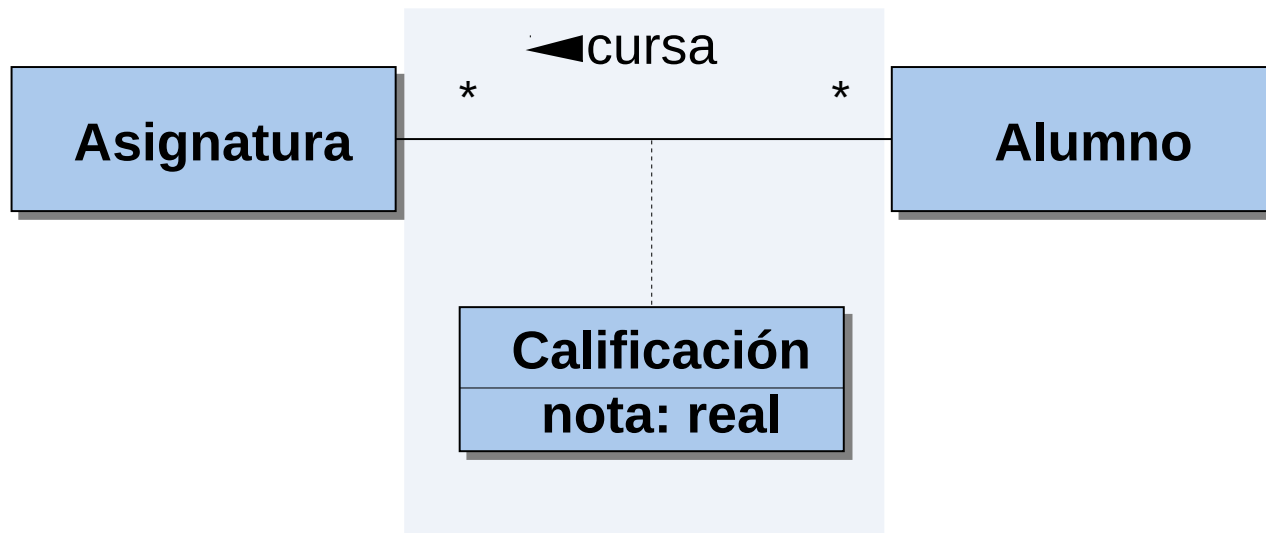 cursa
* *
Asignatura Alumno
Calificación
nota: real